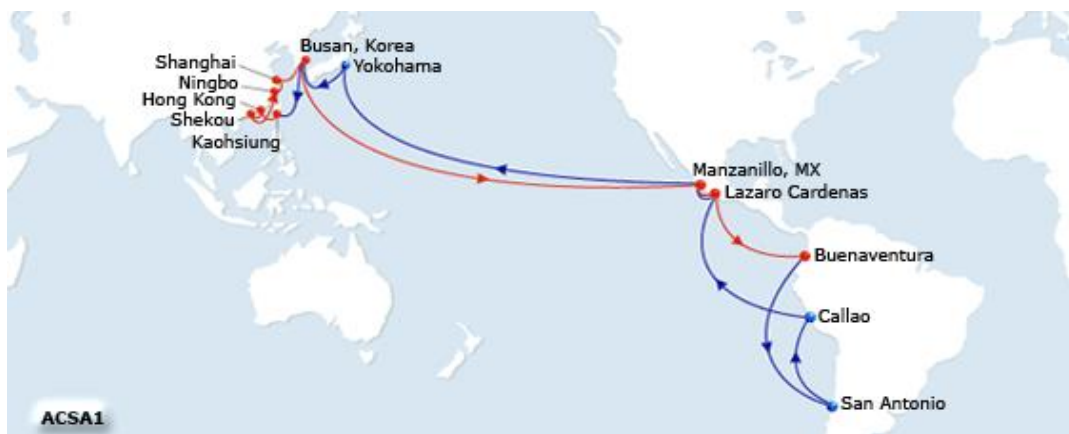 Busan, Korea
Shanghai
Yokohama
Ningbo
Hong Kong
Shekou
Kaohsiung
Manzanillo, MX
Lazaro Cardenas
Buenaventura
Callao
San Antonio
ACSA1